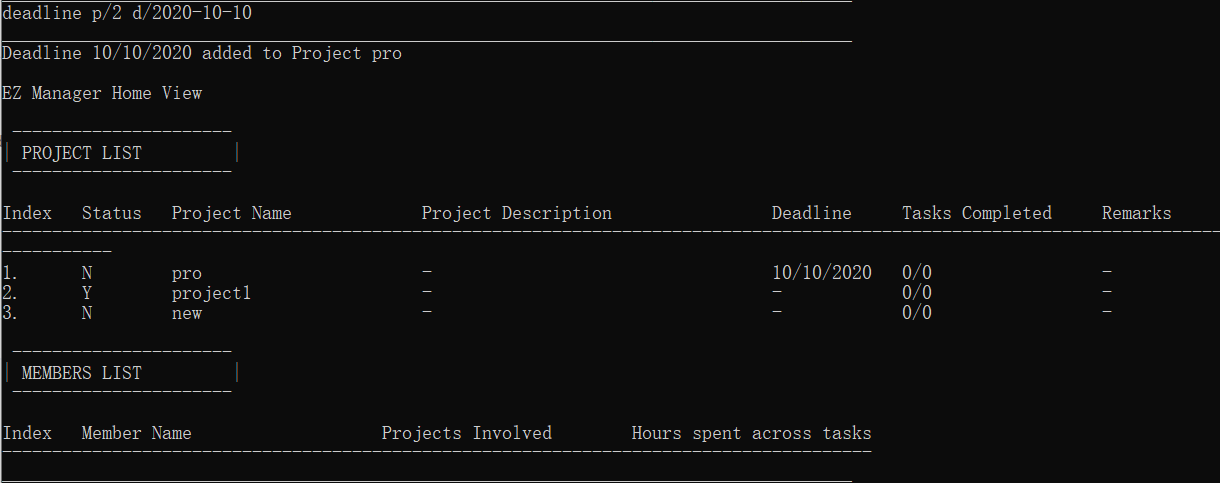 deadline p/2 d/2020-10-10
Deadline 10/10/2020 added to Project pro
EZ Manager Home View
----------------------
| PROJECT LIST |
----------------------
Index Status Project Name Project Description Deadline Tasks Completed Remarks
1. N pro - 10/10/2020 0/0 -
2. Y project1 - - 0/0 -
3. N new - - 0/0 -
----------------------
| MEMBERS LIST |
----------------------
Index Member Name Projects Involved Hours spent across tasks